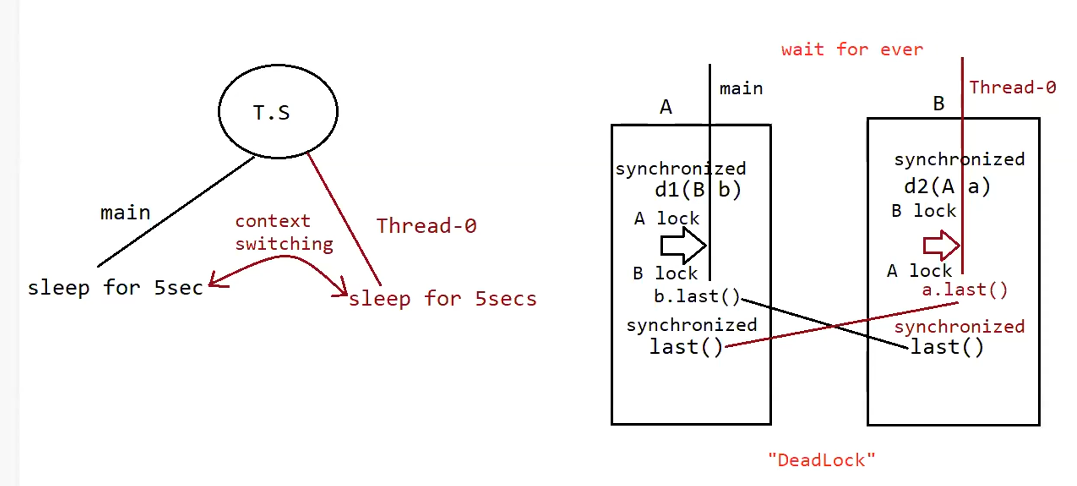 T.S
main
context
switching
Thread-0
sleep for 5sec
sleep for 5secs
wait for ever
main
A
synchronized
d1(B b)
A lock
B lock
b.last()
synchronized
last()
Thread-0
B
synchronized
d2(A a)
B lock
A lock
a.last()
synchronized
last()
"DeadLock"